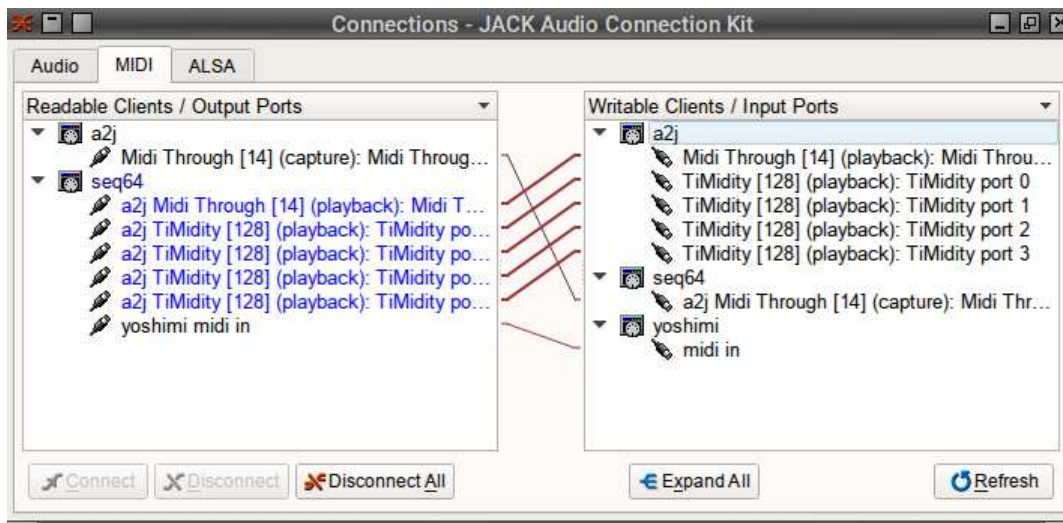 Connections - JACK Audio Connection Kit
Audio MIDI ALSA
Readable Clients / Output Ports
a2j
Midi Through [14] (capture): Midi Throug...
seq64
a2j Midi Through [14] (playback): Midi T...
a2j TiMidity [128] (playback): TiMidity po...
a2j TiMidity [128] (playback): TiMidity po...
a2j TiMidity [128] (playback): TiMidity po...
a2j TiMidity [128] (playback): TiMidity po...
yoshimi midi in
Writable Clients / Input Ports
a2j
Midi Through [14] (playback): Midi Throu...
TiMidity [128] (playback): TiMidity port 0
TiMidity [128] (playback): TiMidity port 1
TiMidity [128] (playback): TiMidity port 2
TiMidity [128] (playback): TiMidity port 3
seq64
a2j Midi Through [14] (capture): Midi Thr...
yoshimi
midi in
Connect Disconnect Disconnect All Expand All Refresh